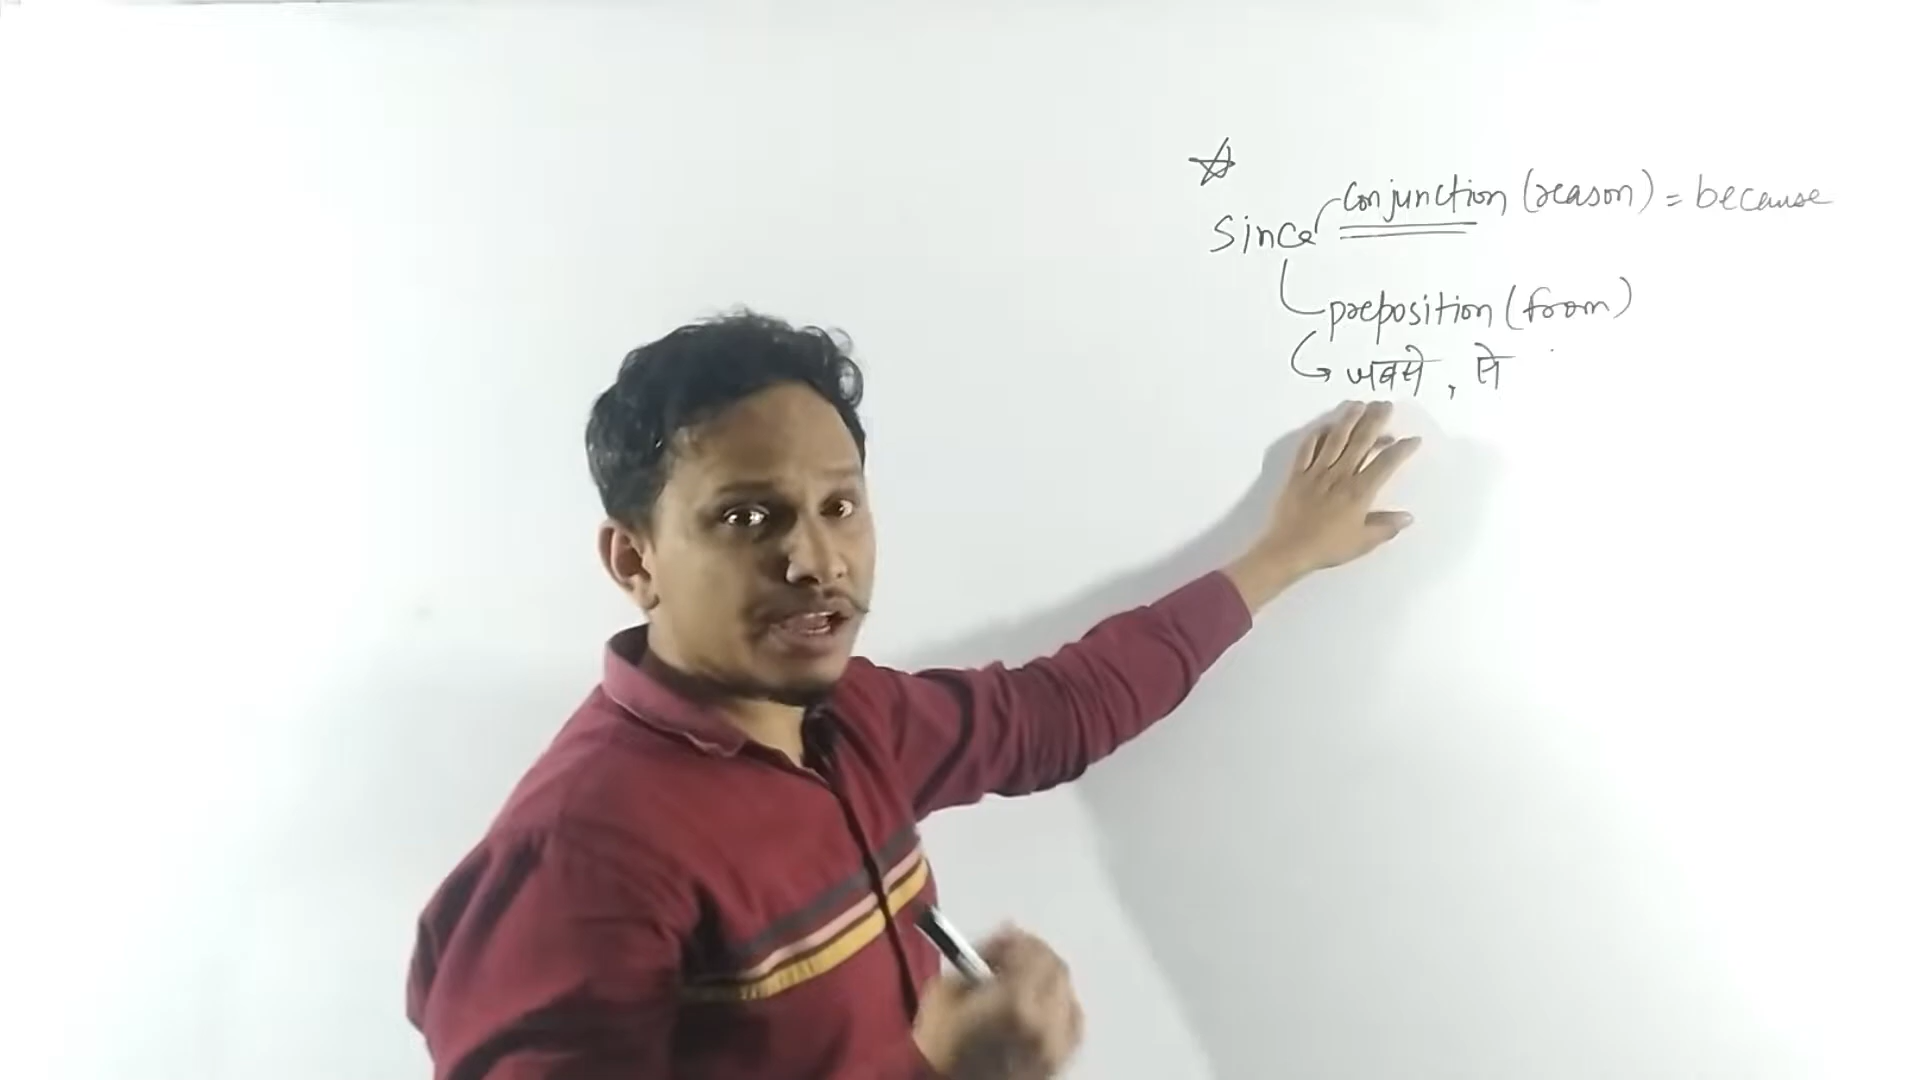 Since conjunction (reason) = because
preposition (from)
जबसे, से